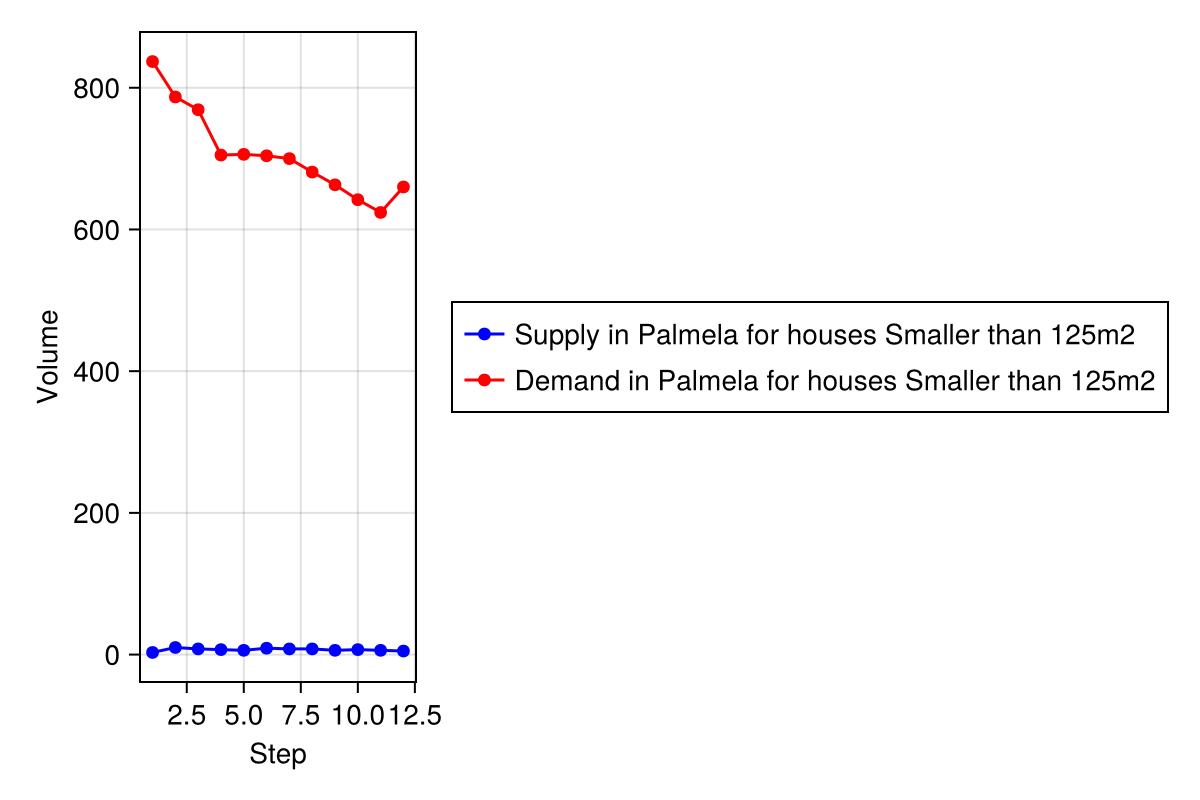 800
600
400
200
0
Volume
2.5 5.0 7.5 10.0 12.5
Step
Supply in Palmela for houses Smaller than 125m2
Demand in Palmela for houses Smaller than 125m2